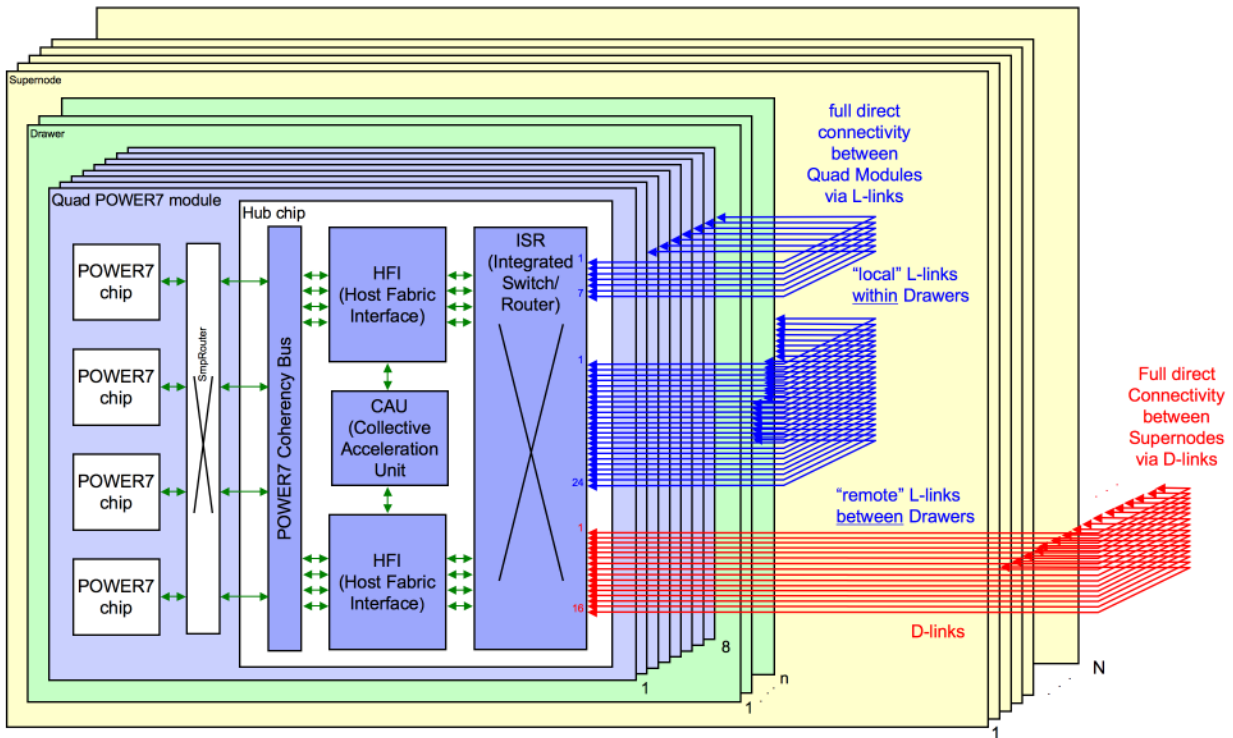 Supernode
Drawer
Quad POWER7 module
Hub chip
POWER7
chip
POWER7
chip
POWER7
chip
POWER7
chip
SmpRouter
POWER7 Coherency Bus
HFI
(Host Fabric
Interface)
CAU
(Collective
Acceleration
Unit
HFI
(Host Fabric
Interface)
ISR
(Integrated
Switch/
Router)
1
7
1
24
1
16
full direct
connectivity
between
Quad Modules
via L-links
“local” L-links
within Drawers
“remote” L-links
between Drawers
Full direct
Connectivity
between
Supernodes
via D-links
D-links
8
1
n
1
N
1